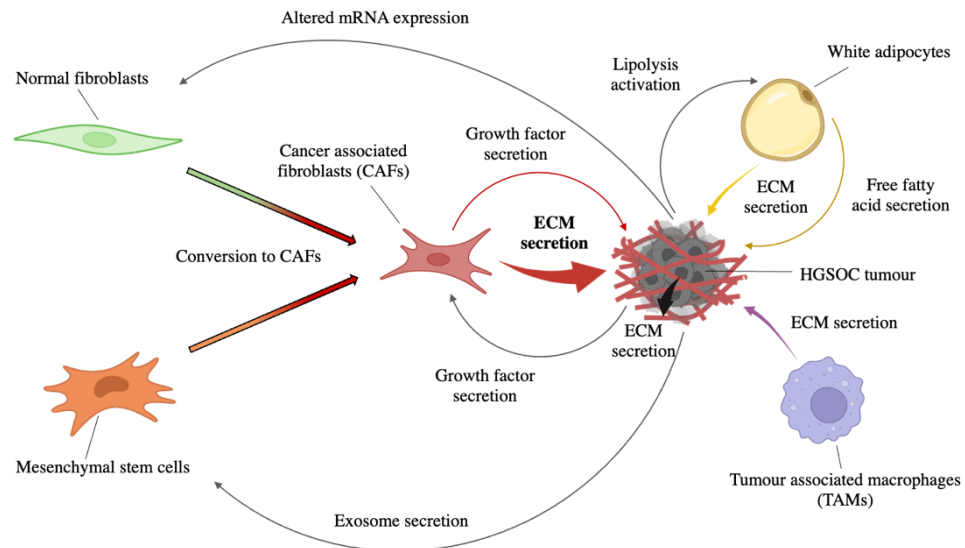 Altered mRNA expression
Normal fibroblasts
White adipocytes
Lipolysis
activation
Growth factor
secretion
Cancer associated
fibroblasts (CAFs)
ECM
secretion
Free fatty
acid secretion
ECM
secretion
Conversion to CAFs
HGSOC tumour
ECM
secretion
ECM secretion
Growth factor
secretion
Mesenchymal stem cells
Tumour associated macrophages
(TAMs)
Exosome secretion